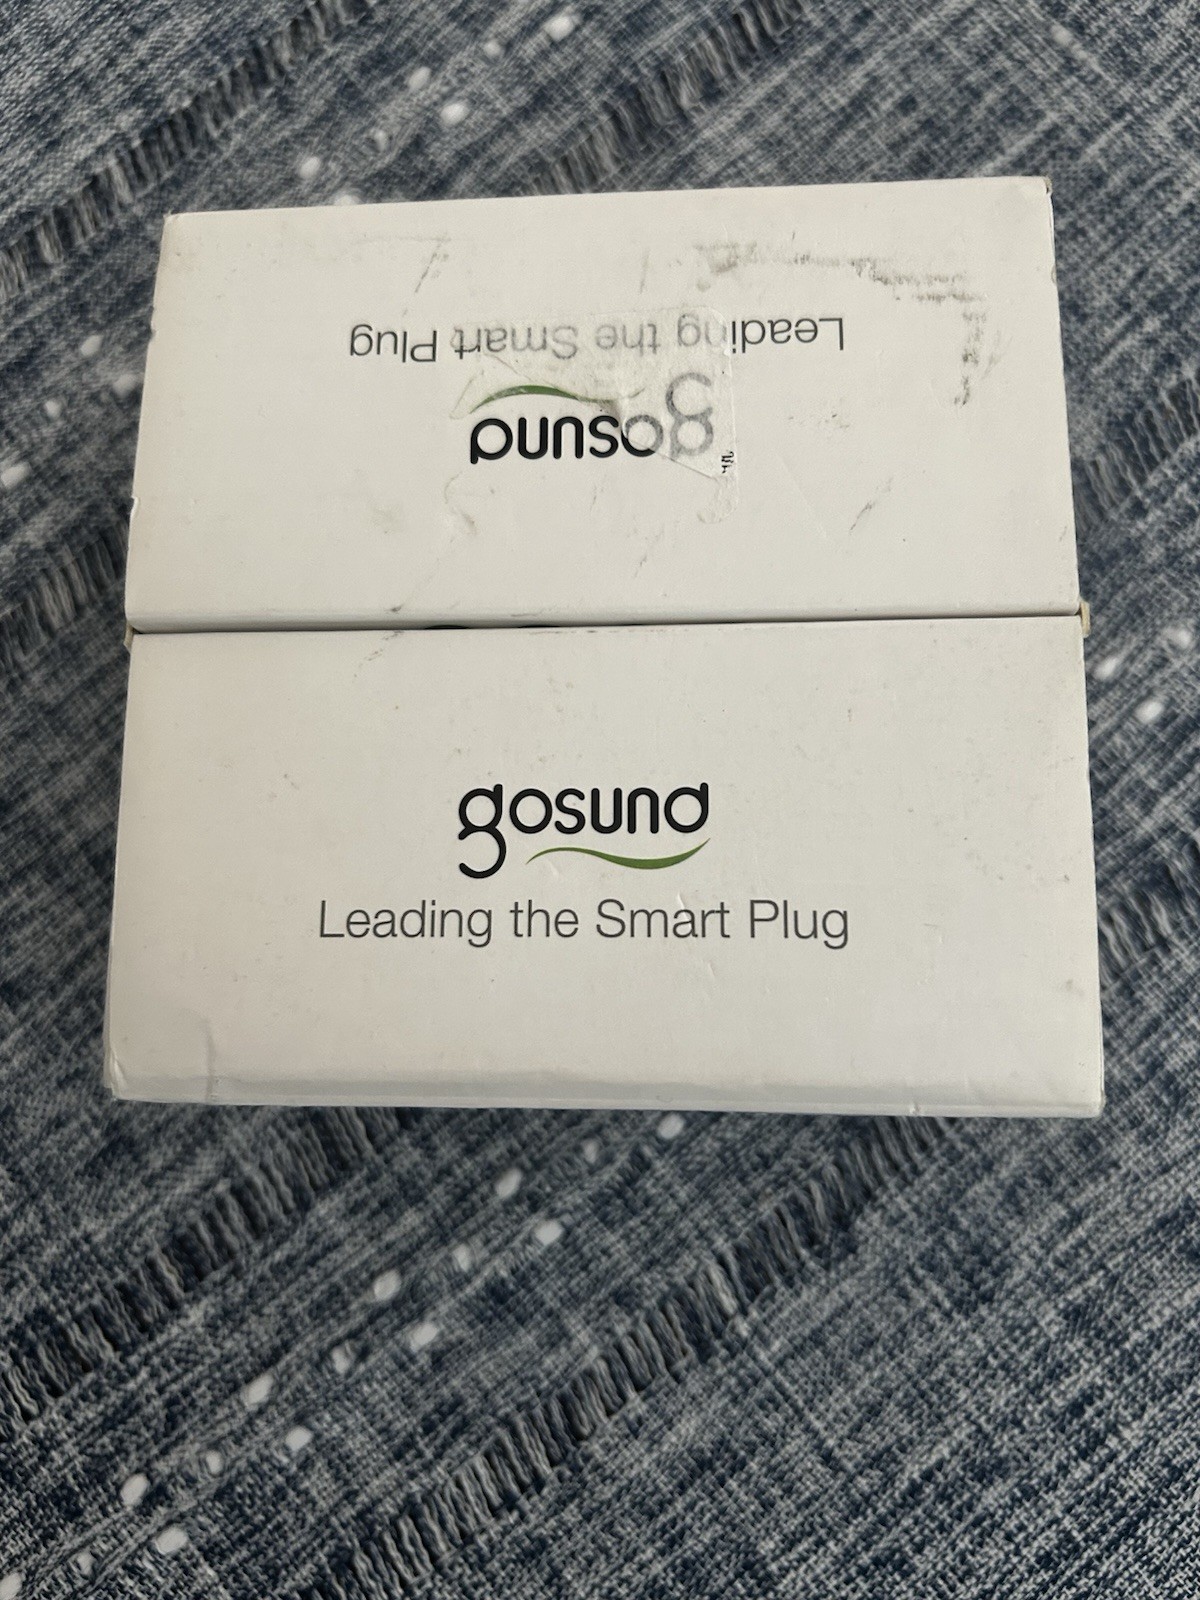 Leading the Smart Plug
gosund
gosund
Leading the Smart Plug